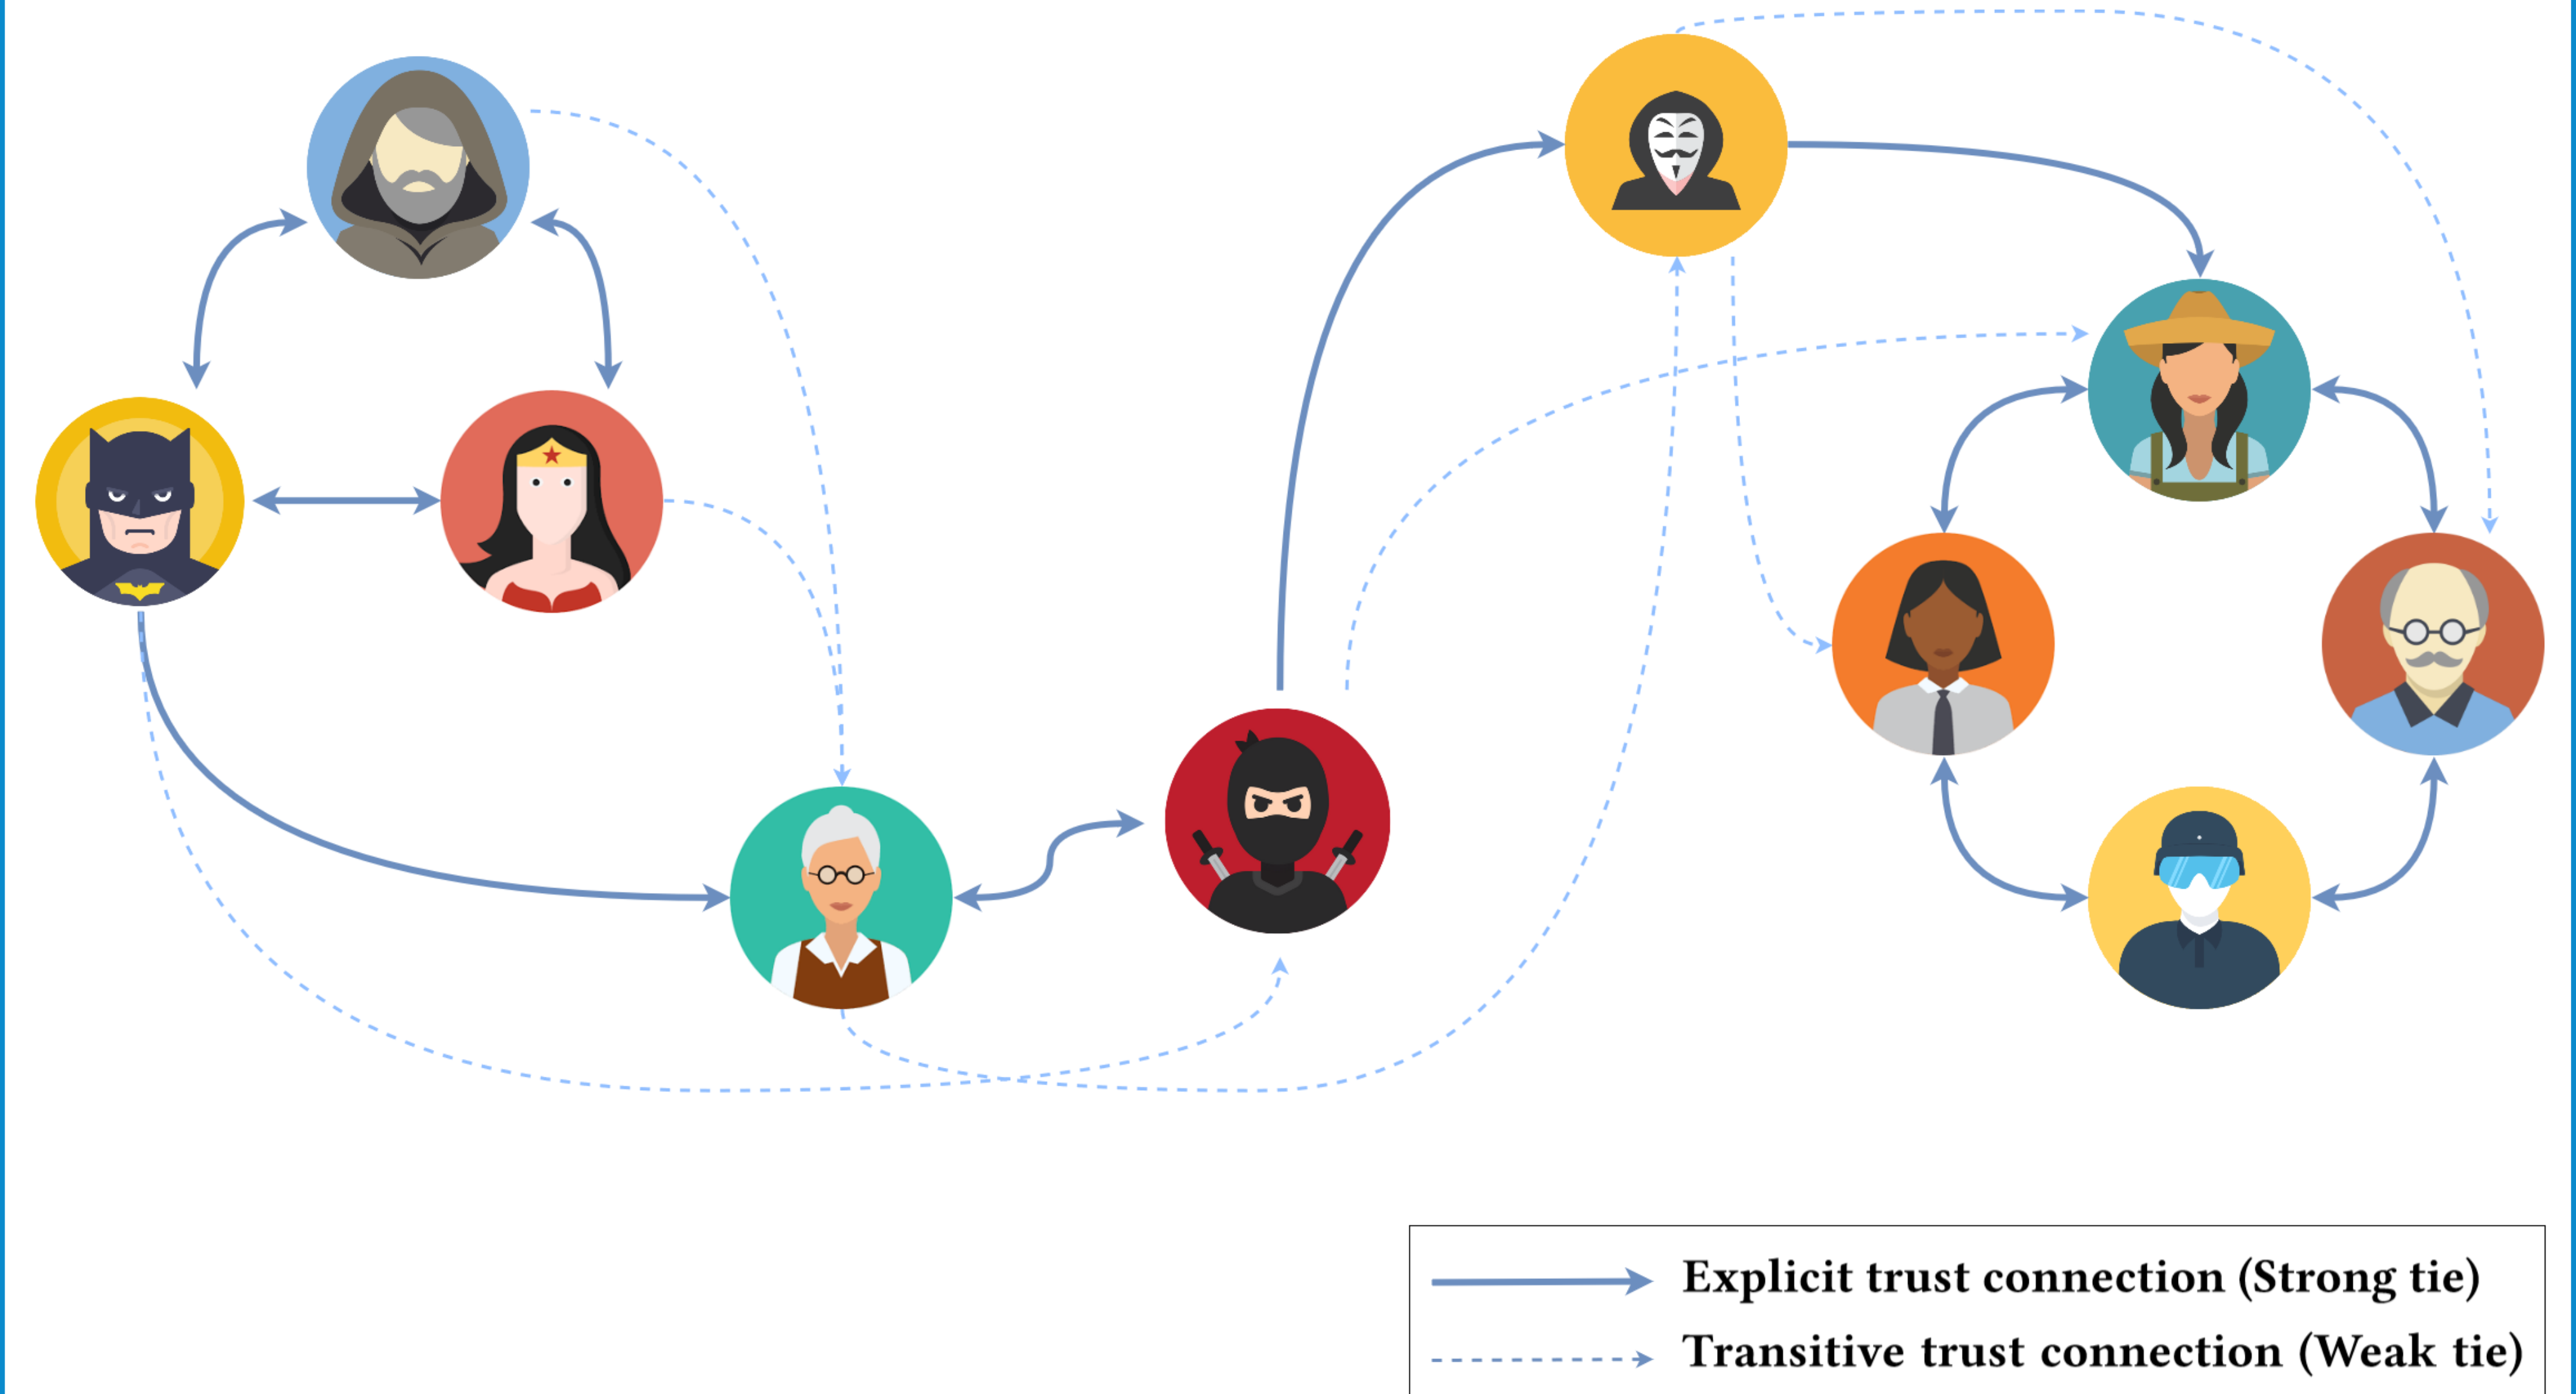 Explicit trust connection (Strong tie)
Transitive trust connection (Weak tie)